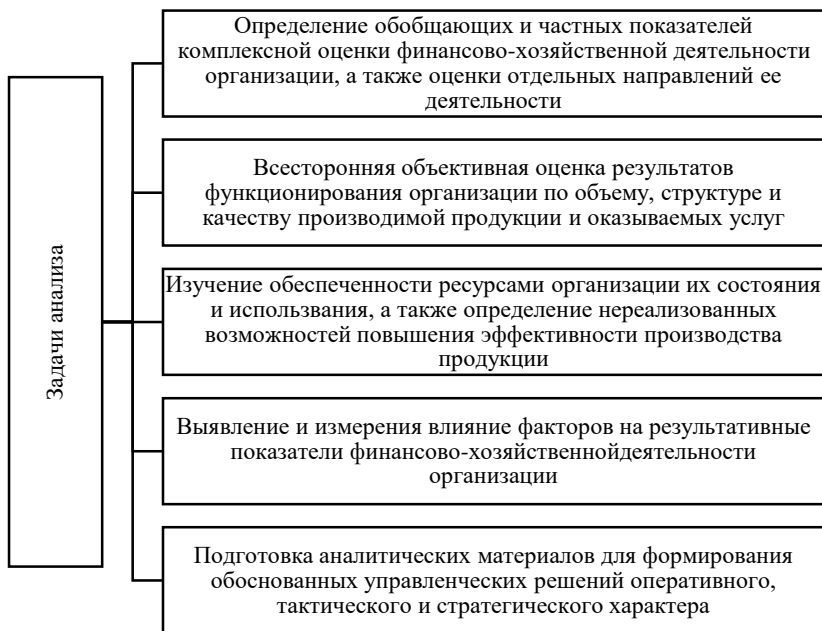 Задачи анализа
Определение обобщающих и частных показателей
комплексной оценки финансово-хозяйственной деятельности
организации, а также оценки отдельных направлений ее
деятельности
Всесторонняя объективная оценка результатов
функционирования организации по объему, структуре и
качеству производимой продукции и оказываемых услуг
Изучение обеспеченности ресурсами организации их состояния
и использвания, а также определение нереализованных
возможностей повышения эффективности производства
продукции
Выявление и измерения влияние факторов на результативные
показатели финансово-хозяйственнойдеятельности
организации
Подготовка аналитических материалов для формирования
обоснованных управленческих решений оперативного,
тактического и стратегического характера